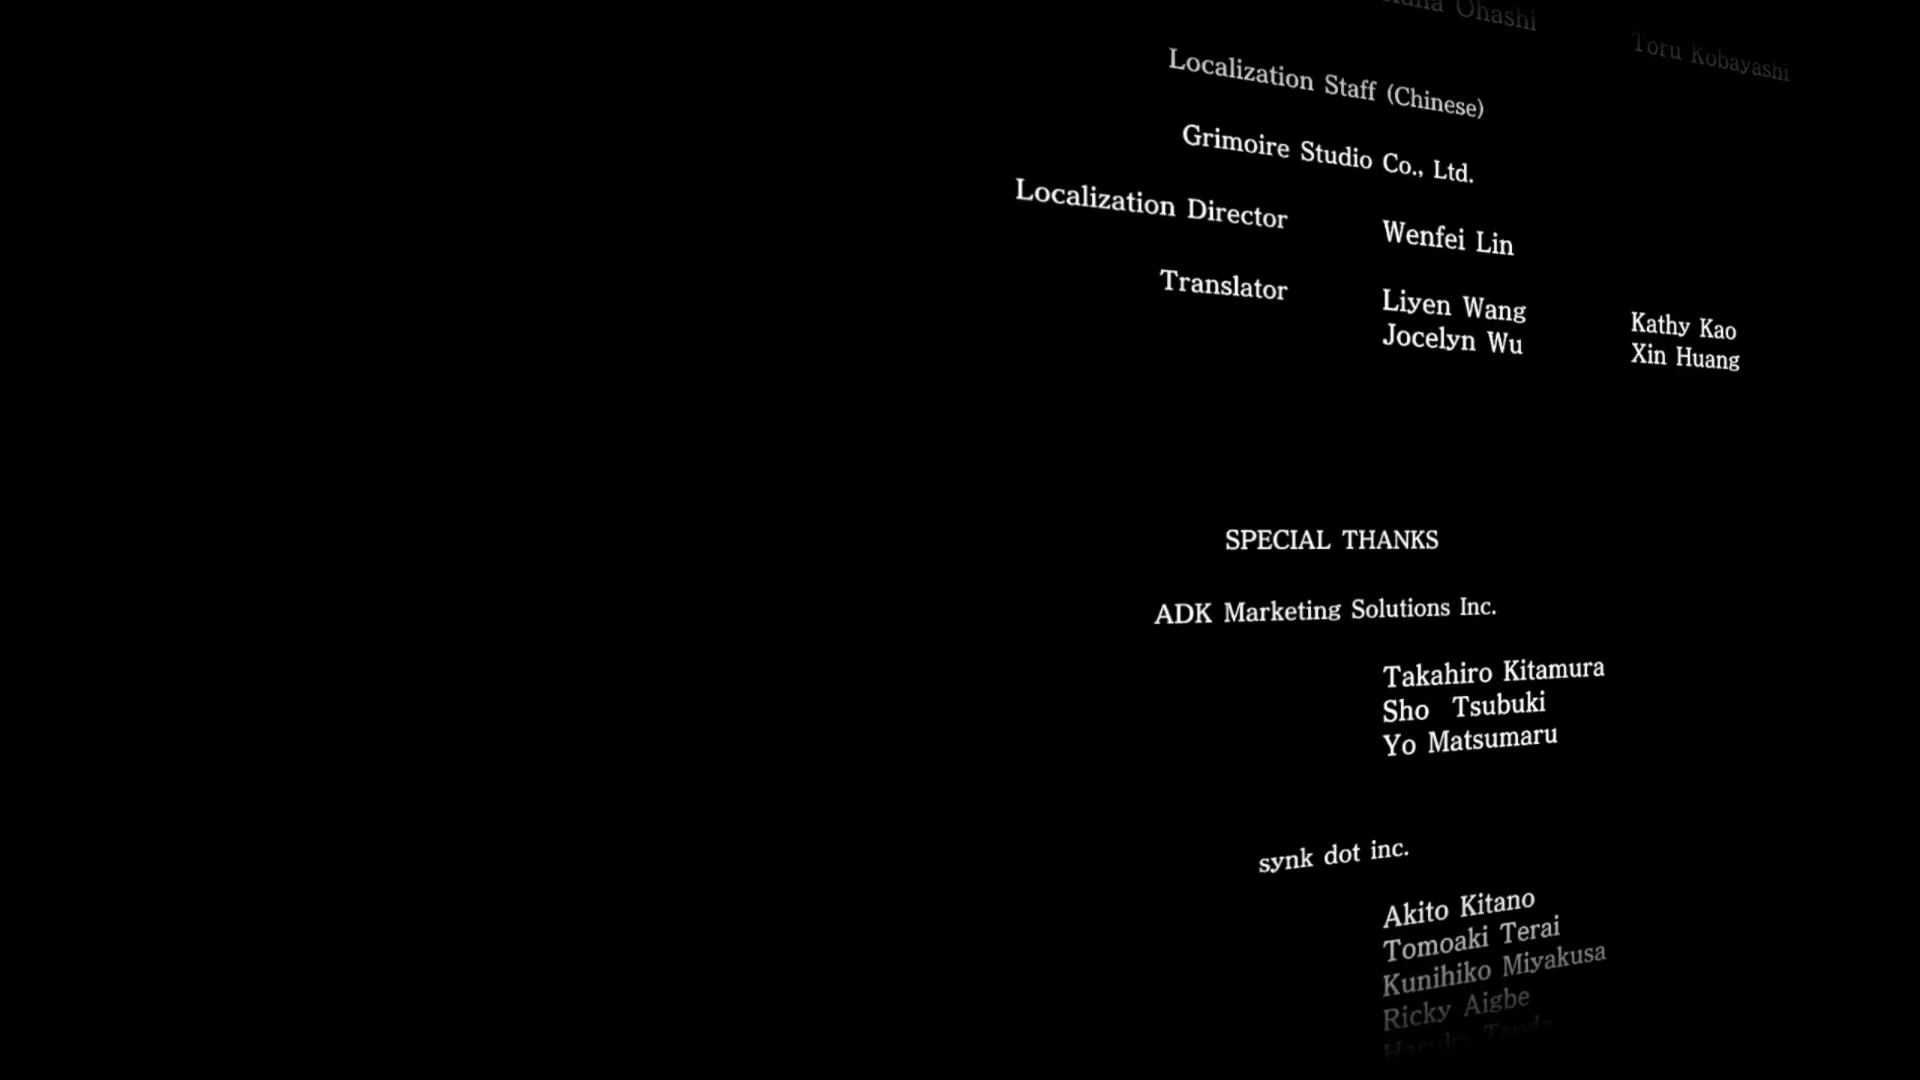 Ohashi
Toru Kobayashi
Localization Staff (Chinese)
Grimoire Studio Co., Ltd.
Localization Director Wenfei Lin
Translator Liyen Wang Kathy Kao
Jocelyn Wu Xin Huang
SPECIAL THANKS
ADK Marketing Solutions Inc.
Takahiro Kitamura
Sho Tsubuki
Yo Matsumaru
synk dot inc.
Akito Kitano
Tomoaki Terai
Kunihiko Miyakusa
Ricky Aigbe